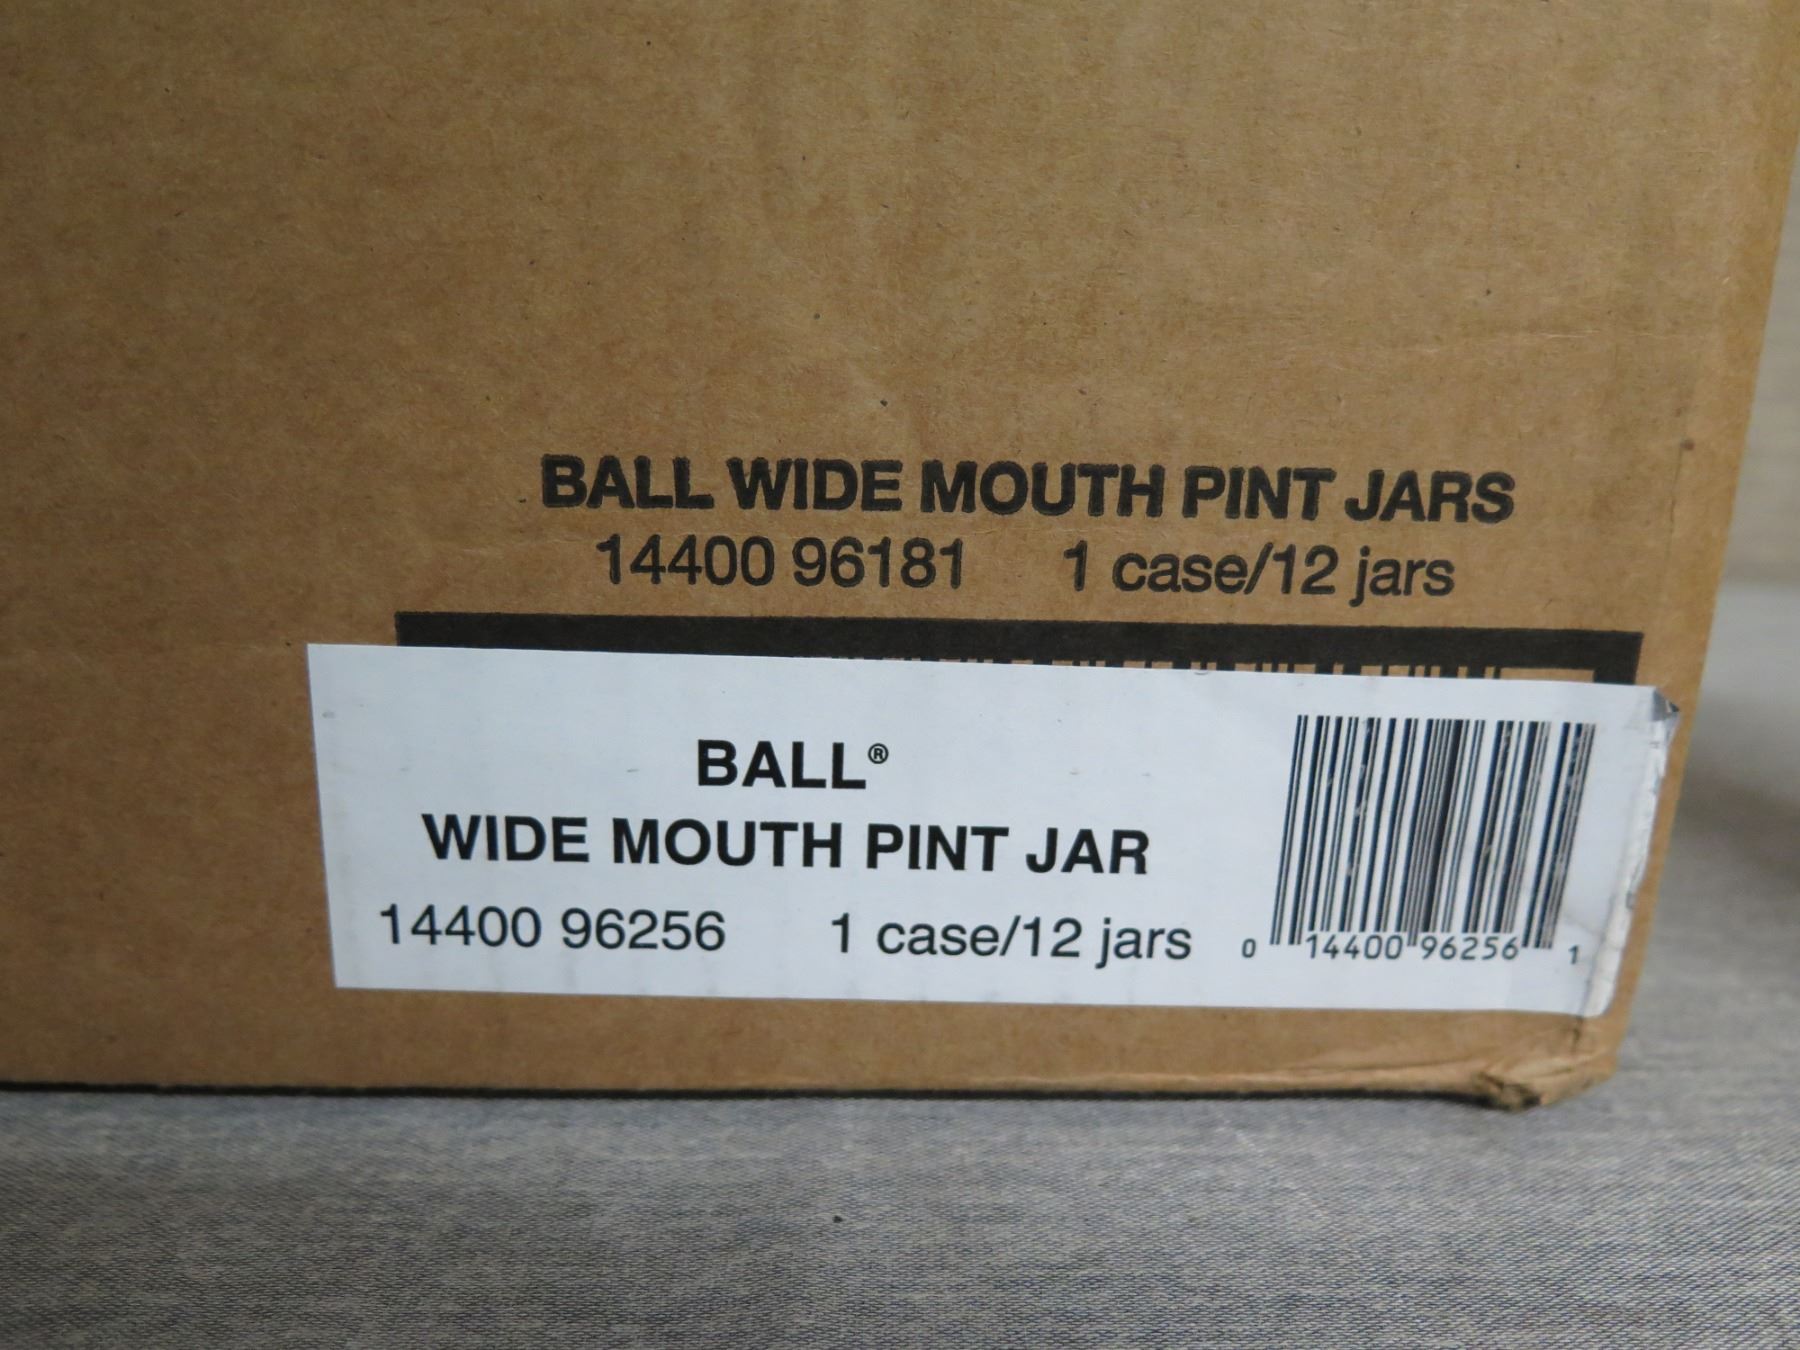 BALL WIDE MOUTH PINT JARS
14400 96181 1 case/12 jars
BALL®
WIDE MOUTH PINT JAR
14400 96256 1 case/12 jars
0 14400 96256 1